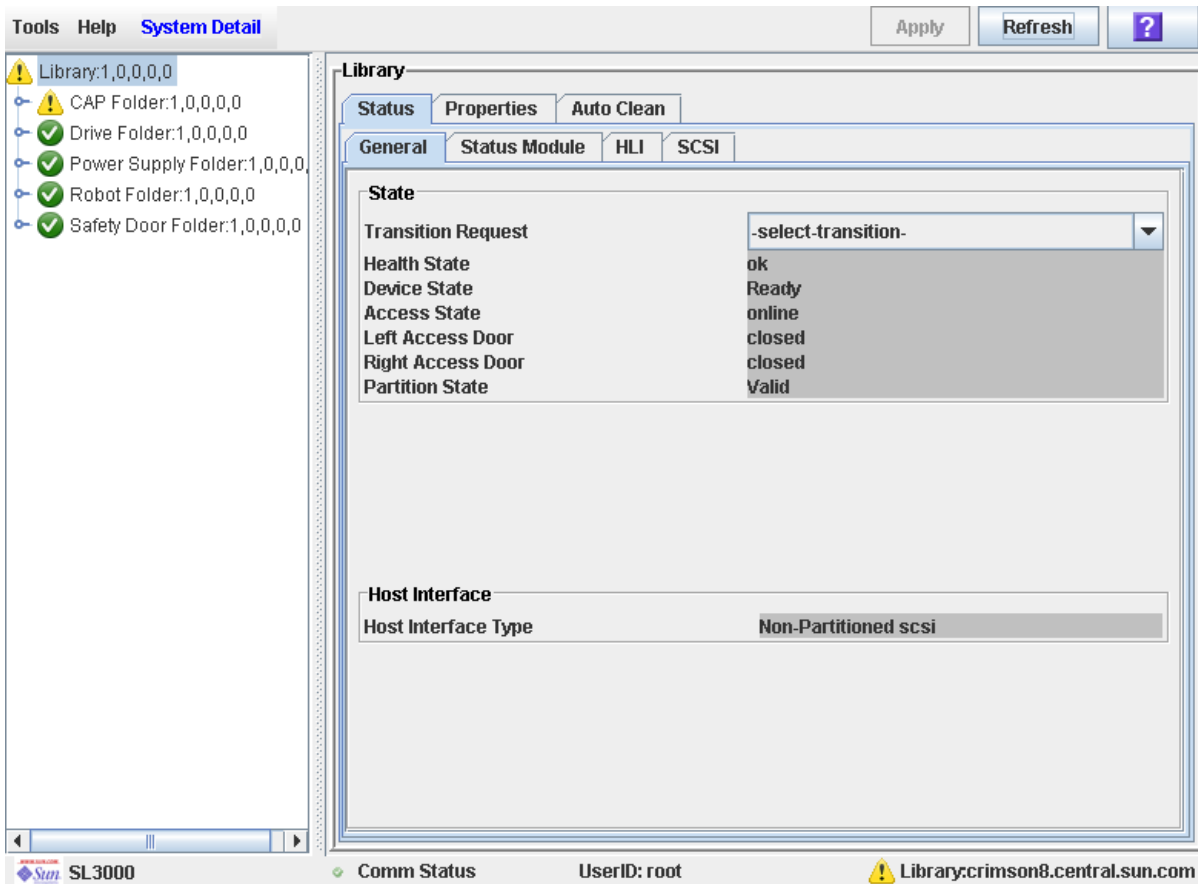 Tools Help System Detail
Apply Refresh ?
Library:1,0,0,0,0
CAP Folder:1,0,0,0,0
Drive Folder:1,0,0,0,0
Power Supply Folder:1,0,0,0,
Robot Folder:1,0,0,0,0
Safety Door Folder:1,0,0,0,0
Library
Status Properties Auto Clean
General Status Module HLI SCSI
State
Transition Request -select-transition-
Health State ok
Device State Ready
Access State online
Left Access Door closed
Right Access Door closed
Partition State Valid
Host Interface
Host Interface Type Non-Partitioned scsi
Sun SL3000 Comm Status UserID: root Library:crimson8.central.sun.com